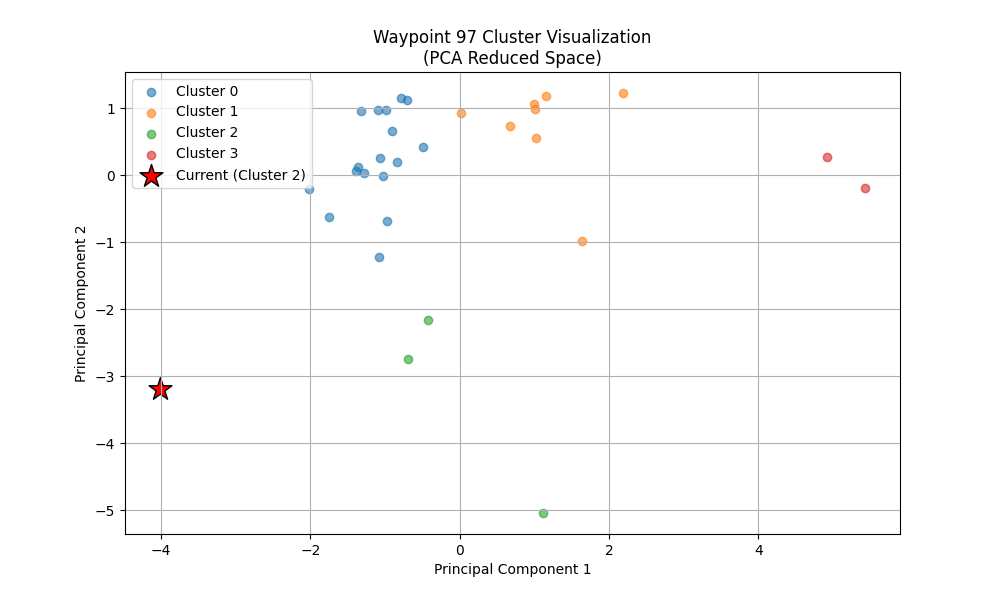 Waypoint 97 Cluster Visualization
(PCA Reduced Space)
Cluster 0
Cluster 1
Cluster 2
Cluster 3
Current (Cluster 2)
1
0
−1
−2
−3
−4
−5
Principal Component 2
−4
−2
0
2
4
Principal Component 1